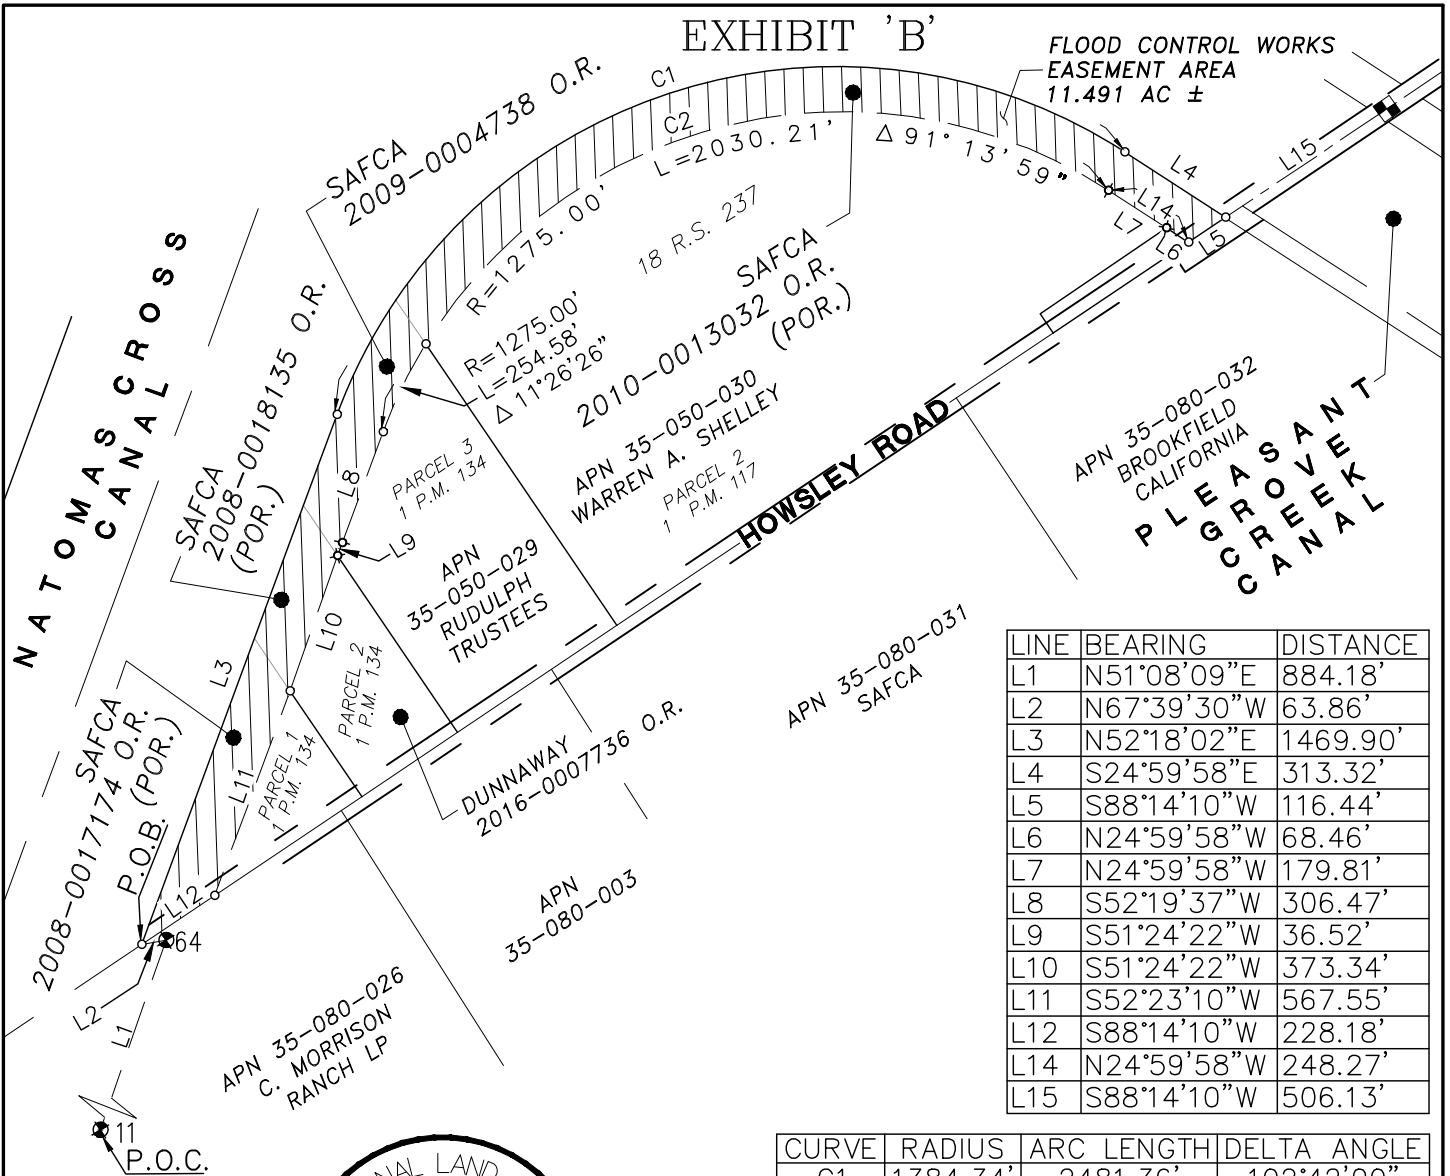 EXHIBIT 'B'
FLOOD CONTROL WORKS
EASEMENT AREA
11.491 AC ±
SAFCA
2009-0004738 O.R.
C1
C2
L=2030.21'
Δ 91° 13' 59"
R=1275.00'
L4
L15
L14
L7
L6
L5
18 R.S. 237
SAFCA
2010-0013032 O.R.
(POR.)
R=1275.00'
L=254.58'
Δ 11°26'26"
NATOMAS CROSS
CANAL
SAFCA
2008-0018135 O.R.
(POR.)
L8
L9
PARCEL 3
1 P.M. 134
APN 35-050-030
WARREN A. SHELLEY
PARCEL 2
1 P.M. 117
HOWSLEY ROAD
APN 35-080-032
BROOKFIELD
CALIFORNIA
PLEASANT
GROVE
CREEK
CANAL
APN
35-050-029
RUDULPH
TRUSTEES
L10
L3
PARCEL 2
1 P.M. 134
APN 35-080-031
SAFCA
SAFCA
2008-0017174 O.R.
(POR.)
P.O.B.
L11
PARCEL 1
1 P.M. 134
DUNNAWAY
2016-0007736 O.R.
L12
64
APN
35-080-003
L2
L1
APN 35-080-026
C. MORRISON
RANCH LP
11
P.O.C.
LINE BEARING DISTANCE
L1 N51°08'09"E 884.18'
L2 N67°39'30"W 63.86'
L3 N52°18'02"E 1469.90'
L4 S24°59'58"E 313.32'
L5 S88°14'10"W 116.44'
L6 N24°59'58"W 68.46'
L7 N24°59'58"W 179.81'
L8 S52°19'37"W 306.47'
L9 S51°24'22"W 36.52'
L10 S51°24'22"W 373.34'
L11 S52°23'10"W 567.55'
L12 S88°14'10"W 228.18'
L14 N24°59'58"W 248.27'
L15 S88°14'10"W 506.13'
CURVE RADIUS ARC LENGTH DELTA ANGLE
C1 1384.34' 2481.36'
LAND